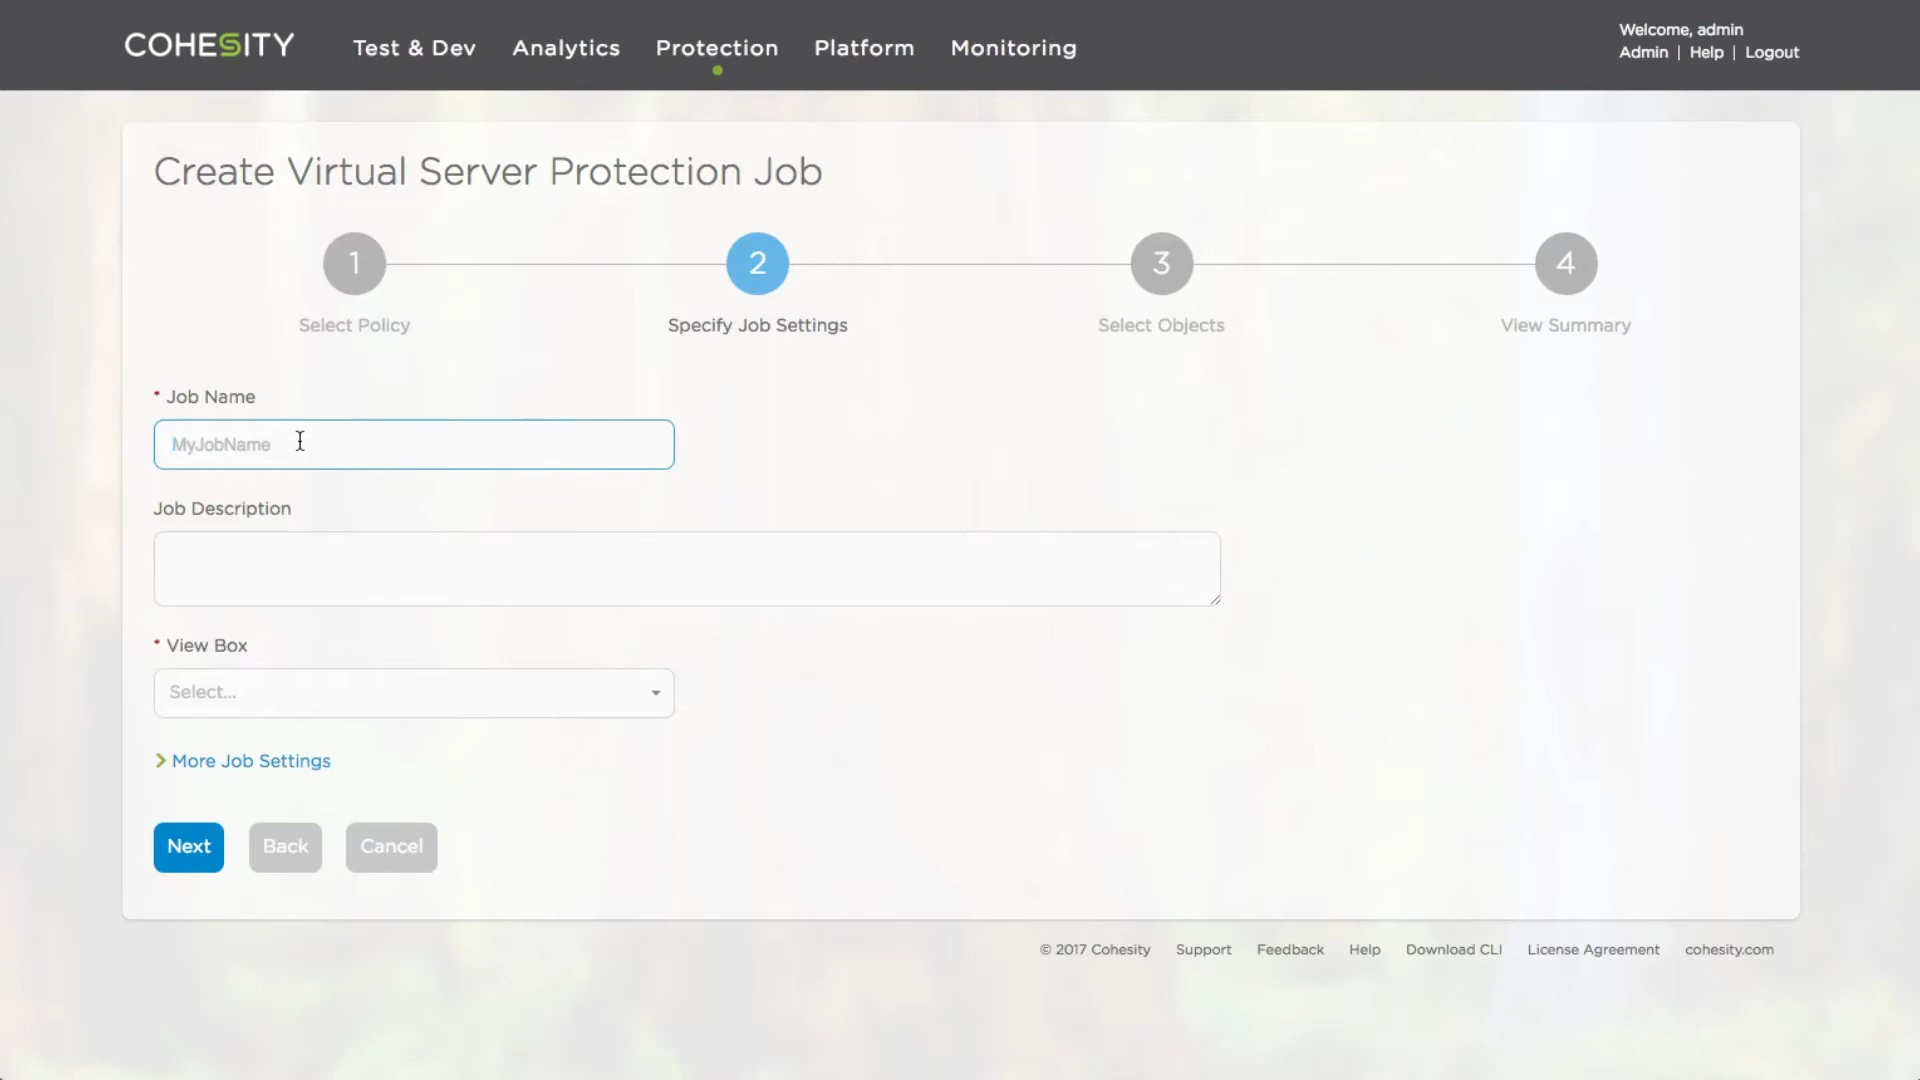 COHESITY Test & Dev Analytics Protection Platform Monitoring
Welcome, admin
Admin | Help | Logout
Create Virtual Server Protection Job
1 2 3 4
Select Policy Specify Job Settings Select Objects View Summary
* Job Name
MyJobName
Job Description
* View Box
Select...
More Job Settings
Next Back Cancel
© 2017 Cohesity Support Feedback Help Download CLI License Agreement cohesity.com